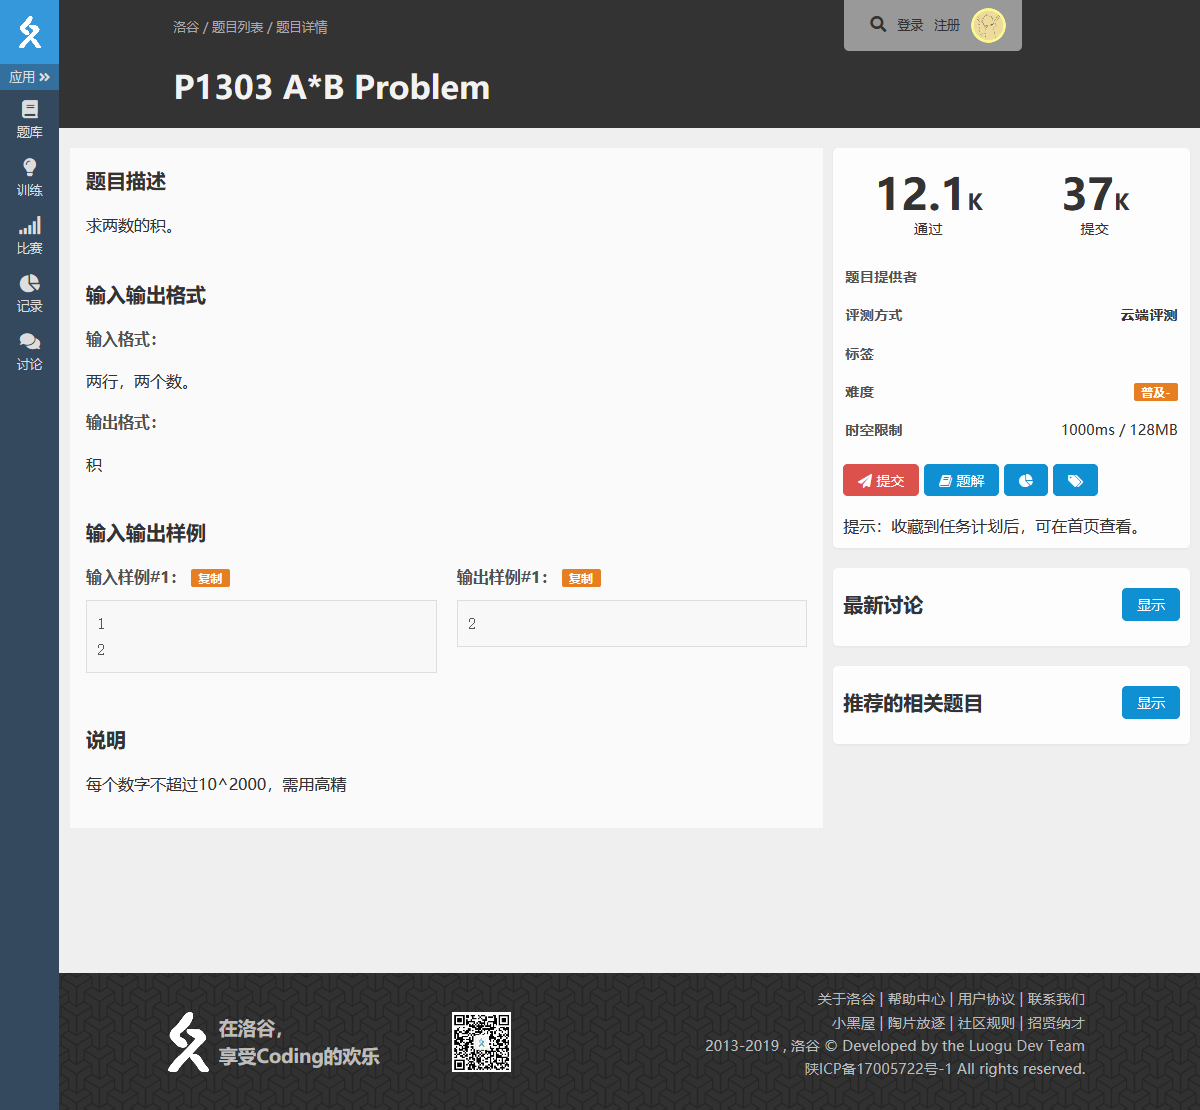 洛谷 / 题目列表 / 题目详情
登录 注册
P1303 A*B Problem
应用
题库
训练
比赛
记录
讨论
题目描述
求两数的积。
输入输出格式
输入格式：
两行，两个数。
输出格式：
积
输入输出样例
输入样例#1： 复制
1
2
输出样例#1： 复制
2
说明
每个数字不超过10^2000，需用高精
12.1K
通过
37K
提交
题目提供者
评测方式 云端评测
标签
难度 普及-
时空限制 1000ms / 128MB
提交 题解
提示：收藏到任务计划后，可在首页查看。
最新讨论 显示
推荐的相关题目 显示
在洛谷，
享受Coding的欢乐
关于洛谷 | 帮助中心 | 用户协议 | 联系我们
小黑屋 | 陶片放逐 | 社区规则 | 招贤纳才
2013-2019 , 洛谷 © Developed by the Luogu Dev Team
陕ICP备17005722号-1 All rights reserved.